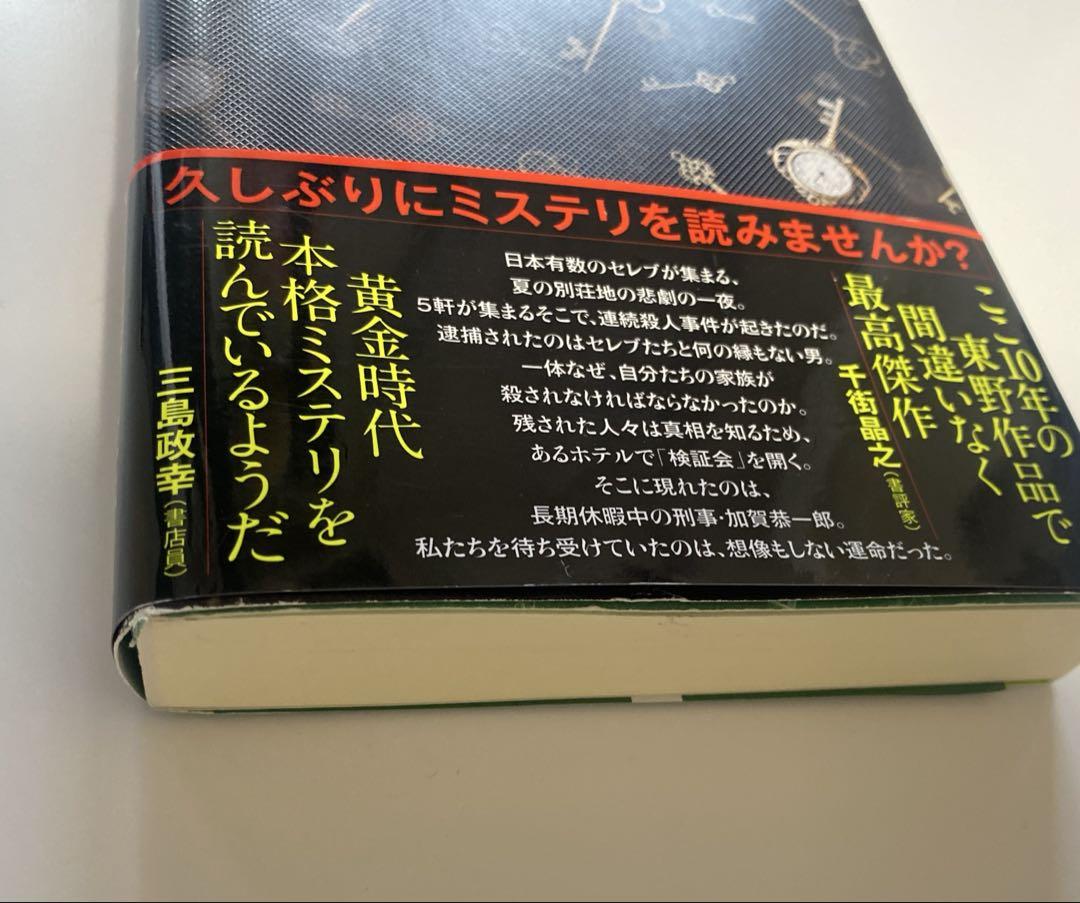 久しぶりにミステリを読みませんか?
ここ10年の
東野作品で
間違いなく
最高傑作
千街晶之(書評家)
日本有数のセレブが集まる、
夏の別荘地の悲劇の一夜。
5軒が集まるそこで、連続殺人事件が起きたのだ。
逮捕されたのはセレブたちと何の縁もない男。
一体なぜ、自分たちの家族が
殺されなければならなかったのか。
残された人々は真相を知るため、
あるホテルで「検証会」を開く。
そこに現れたのは、
長期休暇中の刑事・加賀恭一郎。
私たちを待ち受けていたのは、想像もしない運命だった。
黄金時代
本格ミステリを
読んでいるようだ
三島政幸(書店員)